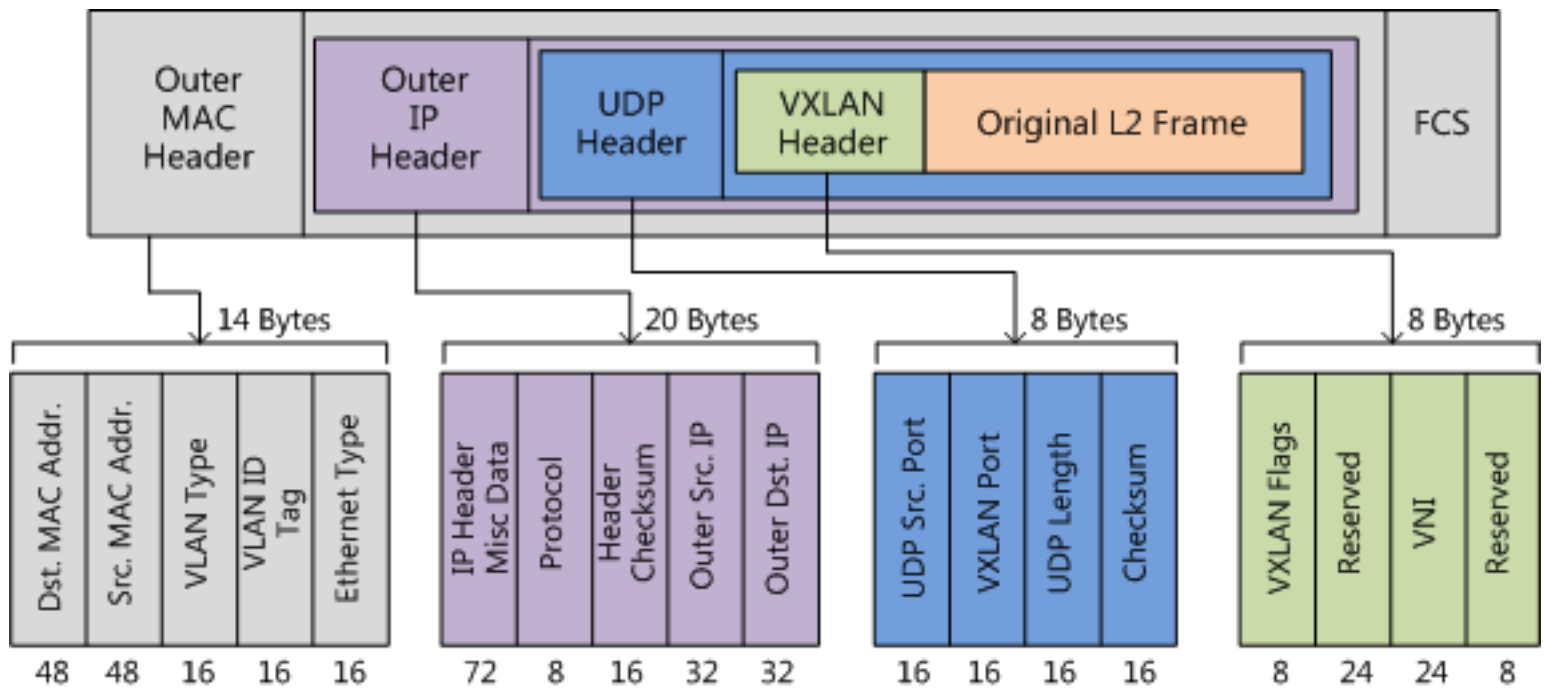 Outer
MAC
Header
Outer
IP
Header
UDP
Header
VXLAN
Header
Original L2 Frame
FCS
14 Bytes
20 Bytes
8 Bytes
8 Bytes
Dst. MAC Addr.
Src. MAC Addr.
VLAN Type
VLAN ID
Tag
Ethernet Type
IP Header
Misc Data
Protocol
Header
Checksum
Outer Src. IP
Outer Dst. IP
UDP Src. Port
VXLAN Port
UDP Length
Checksum
VXLAN Flags
Reserved
VNI
Reserved
48 48 16 16 16 72 8 16 32 32 16 16 16 16 8 24 24 8